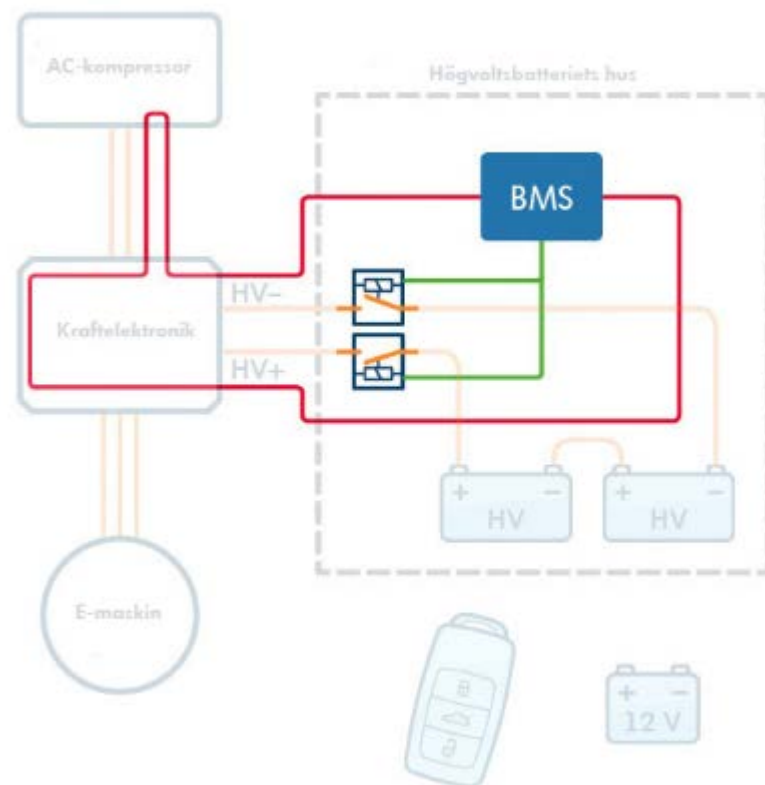 AC-kompressor
Högvoltsbatteriets hus
BMS
HV−
Kraftelektronik
HV+
+ − + −
HV HV
E-maskin
+ −
12 V